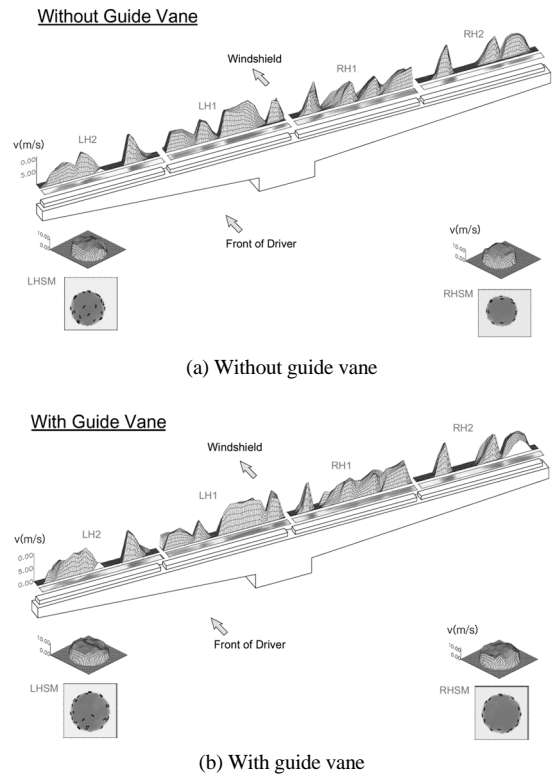 Without Guide Vane
RH2
Windshield
RH1
LH1
LH2
v(m/s)
0.00
5.00
Front of Driver
v(m/s)
10.00
0.00
10.00
0.00
LHSM
RHSM
(a) Without guide vane
With Guide Vane
RH2
Windshield
RH1
LH1
LH2
v(m/s)
0.00
5.00
0.00
Front of Driver
v(m/s)
10.00
0.00
10.00
0.00
LHSM
RHSM
(b) With guide vane